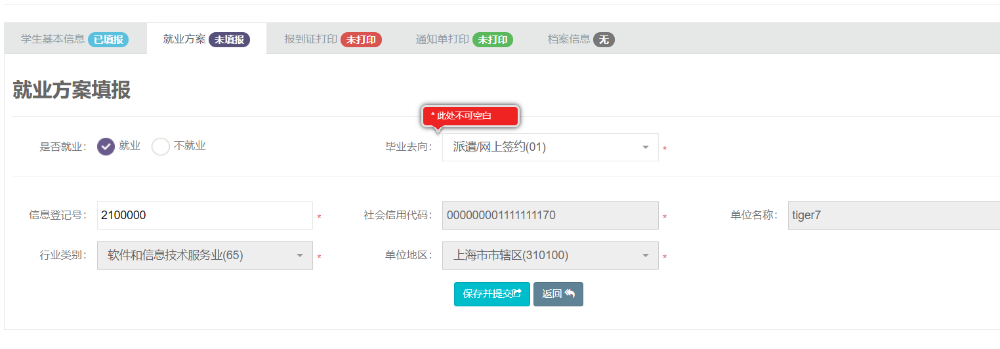 学生基本信息 已填报 就业方案 未填报 报到证打印 未打印 通知单打印 未打印 档案信息 无
就业方案填报
* 此处不可空白
是否就业： 就业 不就业 毕业去向： 派遣/网上签约(01) *
信息登记号： 2100000 * 社会信用代码： 000000001111111170 * 单位名称： tiger7
行业类别： 软件和信息技术服务业(65) * 单位地区： 上海市市辖区(310100) *
保存并提交 返回